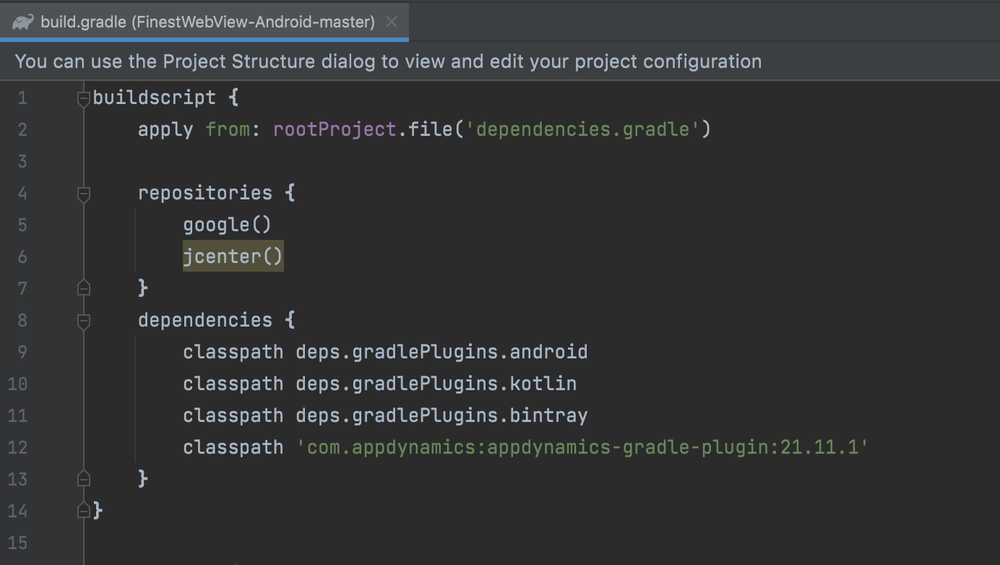 build.gradle (FinestWebView-Android-master)
You can use the Project Structure dialog to view and edit your project configuration
1 buildscript {
2 apply from: rootProject.file('dependencies.gradle')
3
4 repositories {
5 google()
6 jcenter()
7 }
8 dependencies {
9 classpath deps.gradlePlugins.android
10 classpath deps.gradlePlugins.kotlin
11 classpath deps.gradlePlugins.bintray
12 classpath 'com.appdynamics:appdynamics-gradle-plugin:21.11.1'
13 }
14 }
15